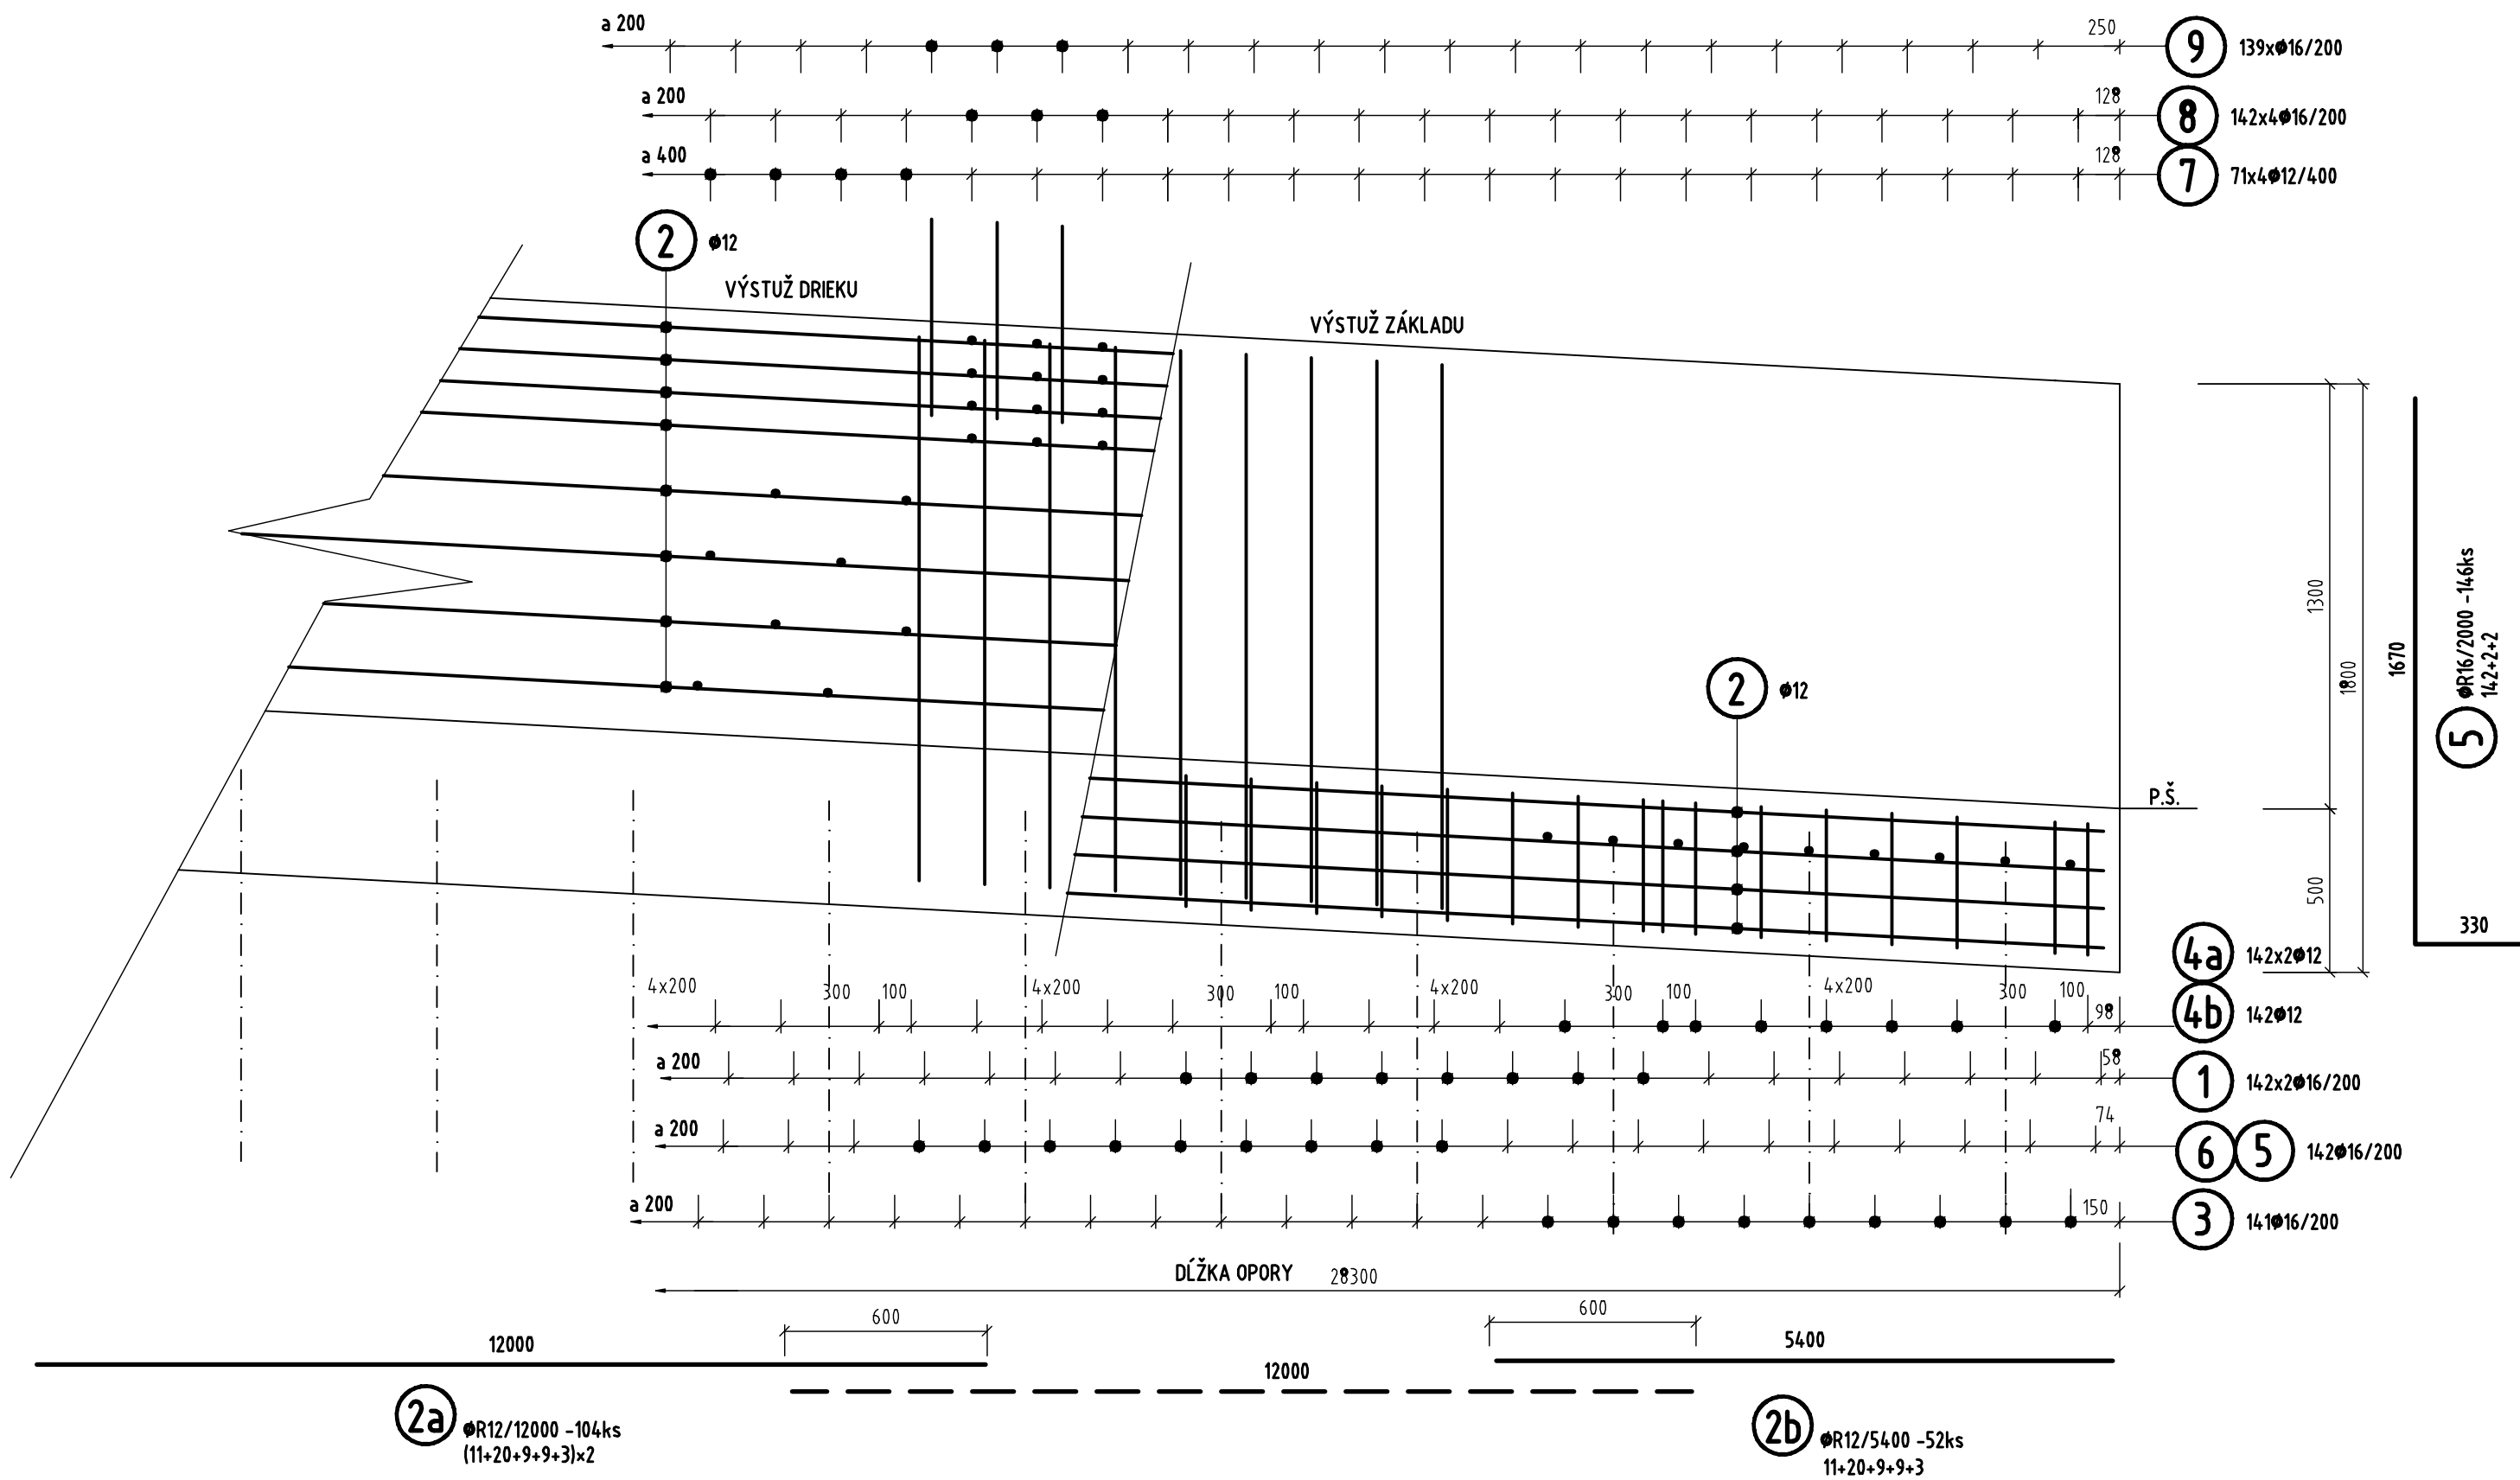 a 200
250
9
139xø16/200
a 200
128
8
142x4ø16/200
a 400
128
7
71x4ø12/400
2
ø12
VÝSTUŽ DRIEKU
VÝSTUŽ ZÁKLADU
1300
1800
500
1670
330
5
øR16/2000 -146ks
142+2+2
2
ø12
P.Š.
4a
142x2ø12
4x200
300
100
4x200
300
100
4x200
300
100
4x200
300
100
98
4b
142ø12
a 200
58
1
142x2ø16/200
a 200
74
6
5
142ø16/200
a 200
150
3
141ø16/200
DĹŽKA OPORY
28300
600
600
12000
5400
12000
2a
øR12/12000 -104ks
(11+20+9+9+3)x2
2b
øR12/5400 -52ks
11+20+9+9+3